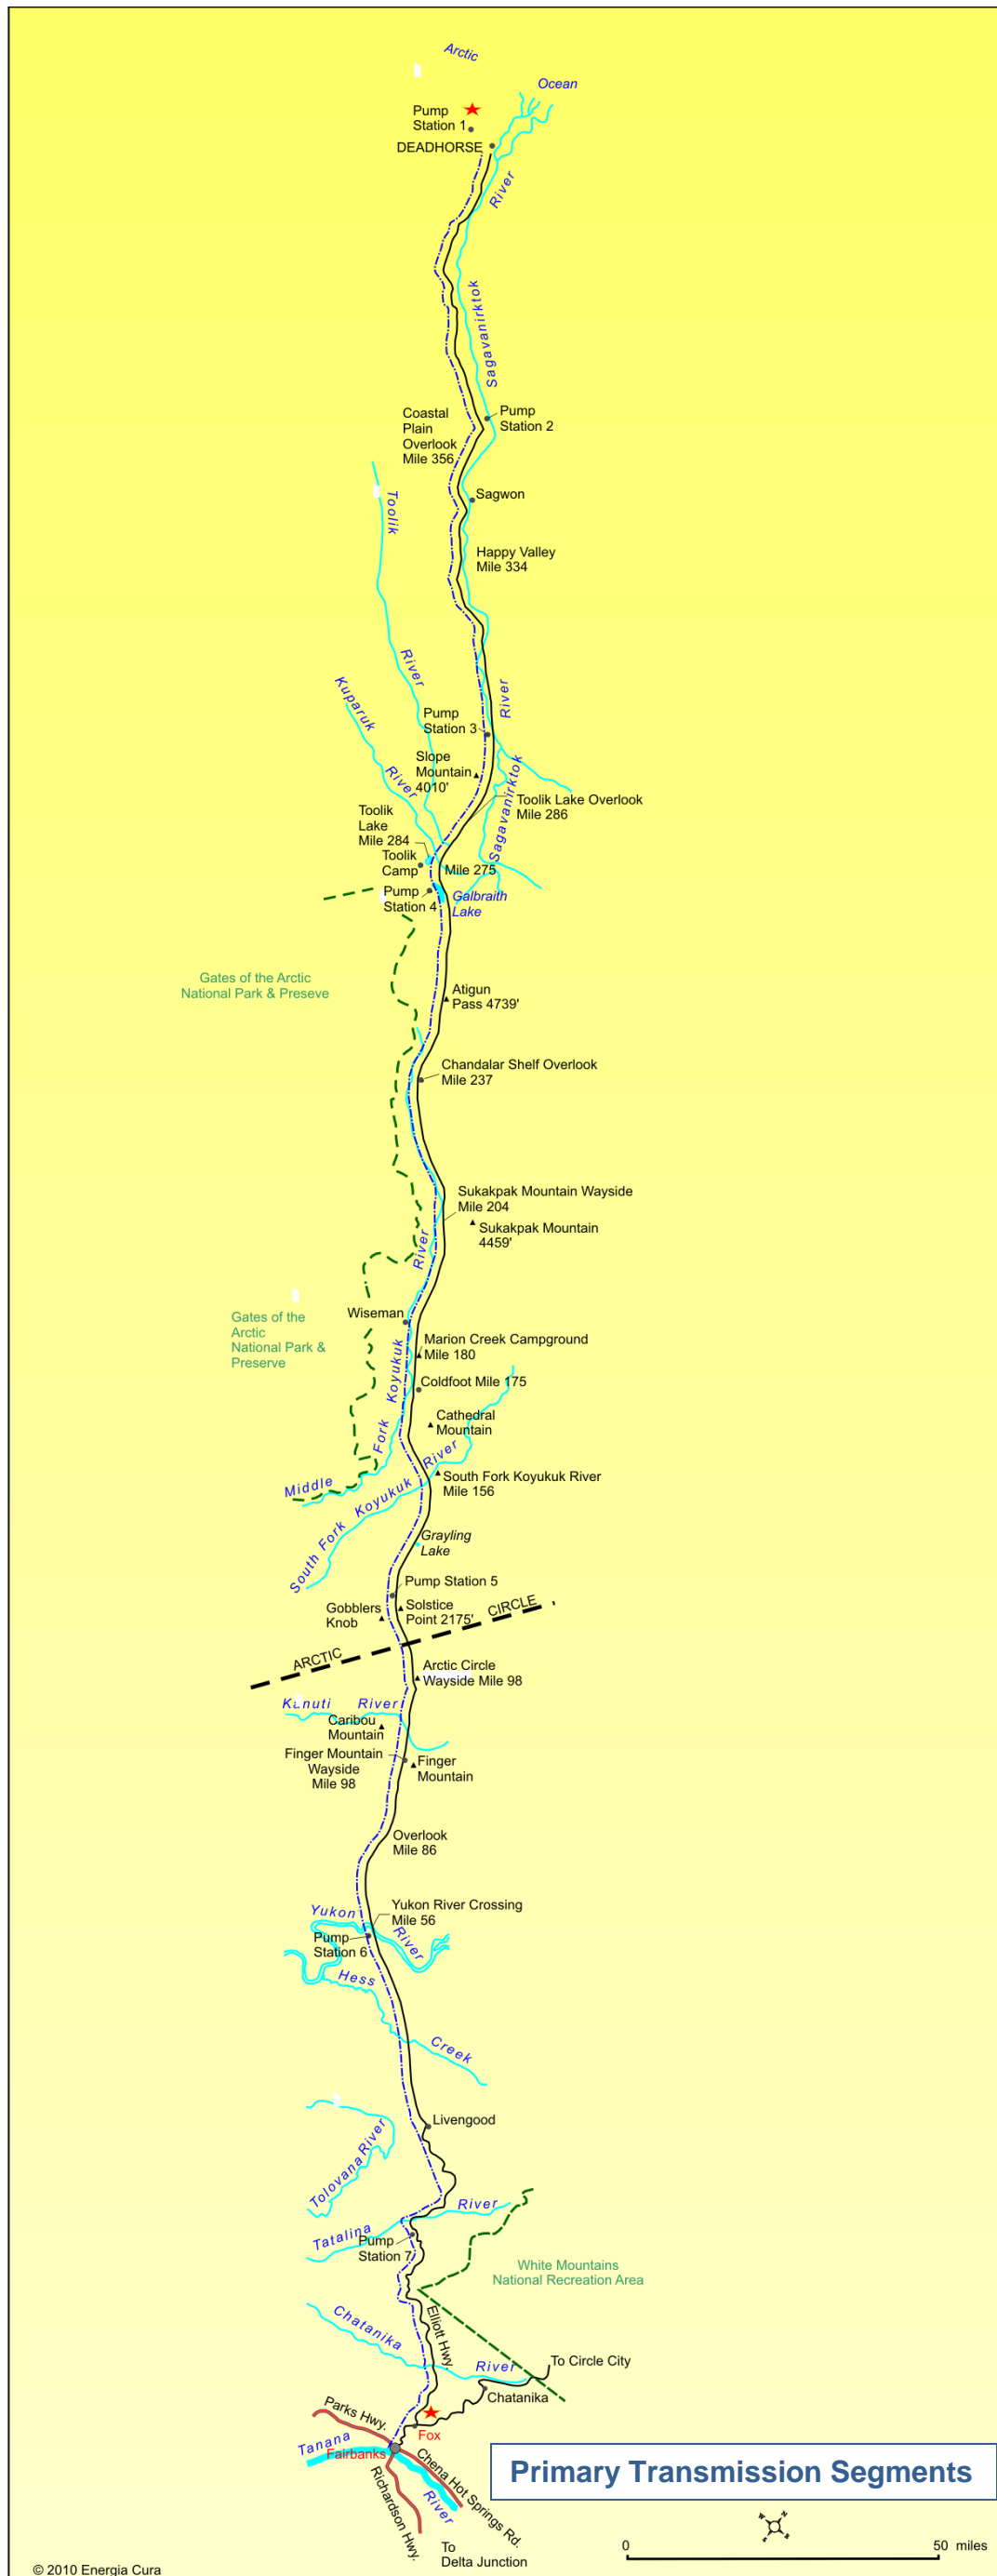 Arctic
Ocean
Pump
Station 1
DEADHORSE
River
Sagavanirktok
Coastal
Plain
Overlook
Mile 356
Pump
Station 2
Toolik
Sagwon
Happy Valley
Mile 334
River
Kuparuk
River
River
Pump
Station 3
Slope
Mountain
4010'
Sagavanirktok
Toolik Lake Overlook
Mile 286
Toolik
Lake
Mile 284
Toolik
Camp
Mile 275
Pump
Station 4
Galbraith
Lake
Gates of the Arctic
National Park & Preseve
Atigun
Pass 4739'
Chandalar Shelf Overlook
Mile 237
Sukakpak Mountain Wayside
Mile 204
Sukakpak Mountain
4459'
River
Wiseman
Gates of the
Arctic
National Park &
Preserve
Marion Creek Campground
Mile 180
Koyukuk
Coldfoot Mile 175
Cathedral
Mountain
Fork
Middle
River
South Fork Koyukuk River
Mile 156
Koyukuk
South Fork
Grayling
Lake
Pump Station 5
Gobblers
Knob
Solstice
Point 2175'
CIRCLE
ARCTIC
Arctic Circle
Wayside Mile 98
Kanuti River
Caribou
Mountain
Finger Mountain
Wayside
Mile 98
Finger
Mountain
Overlook
Mile 86
Yukon River Crossing
Mile 56
Yukon
River
Pump
Station 6
Hess
Creek
Livengood
Tolovana River
River
Tatalina
Pump
Station 7
White Mountains
National Recreation Area
Elliott Hwy.
Chatanika
River
To Circle City
Chatanika
Parks Hwy.
Fox
Tanana
Fairbanks
Chena Hot Springs Rd.
River
Richardson Hwy.
Primary Transmission Segments
To
Delta Junction
N
0 50 miles
© 2010 Energia Cura